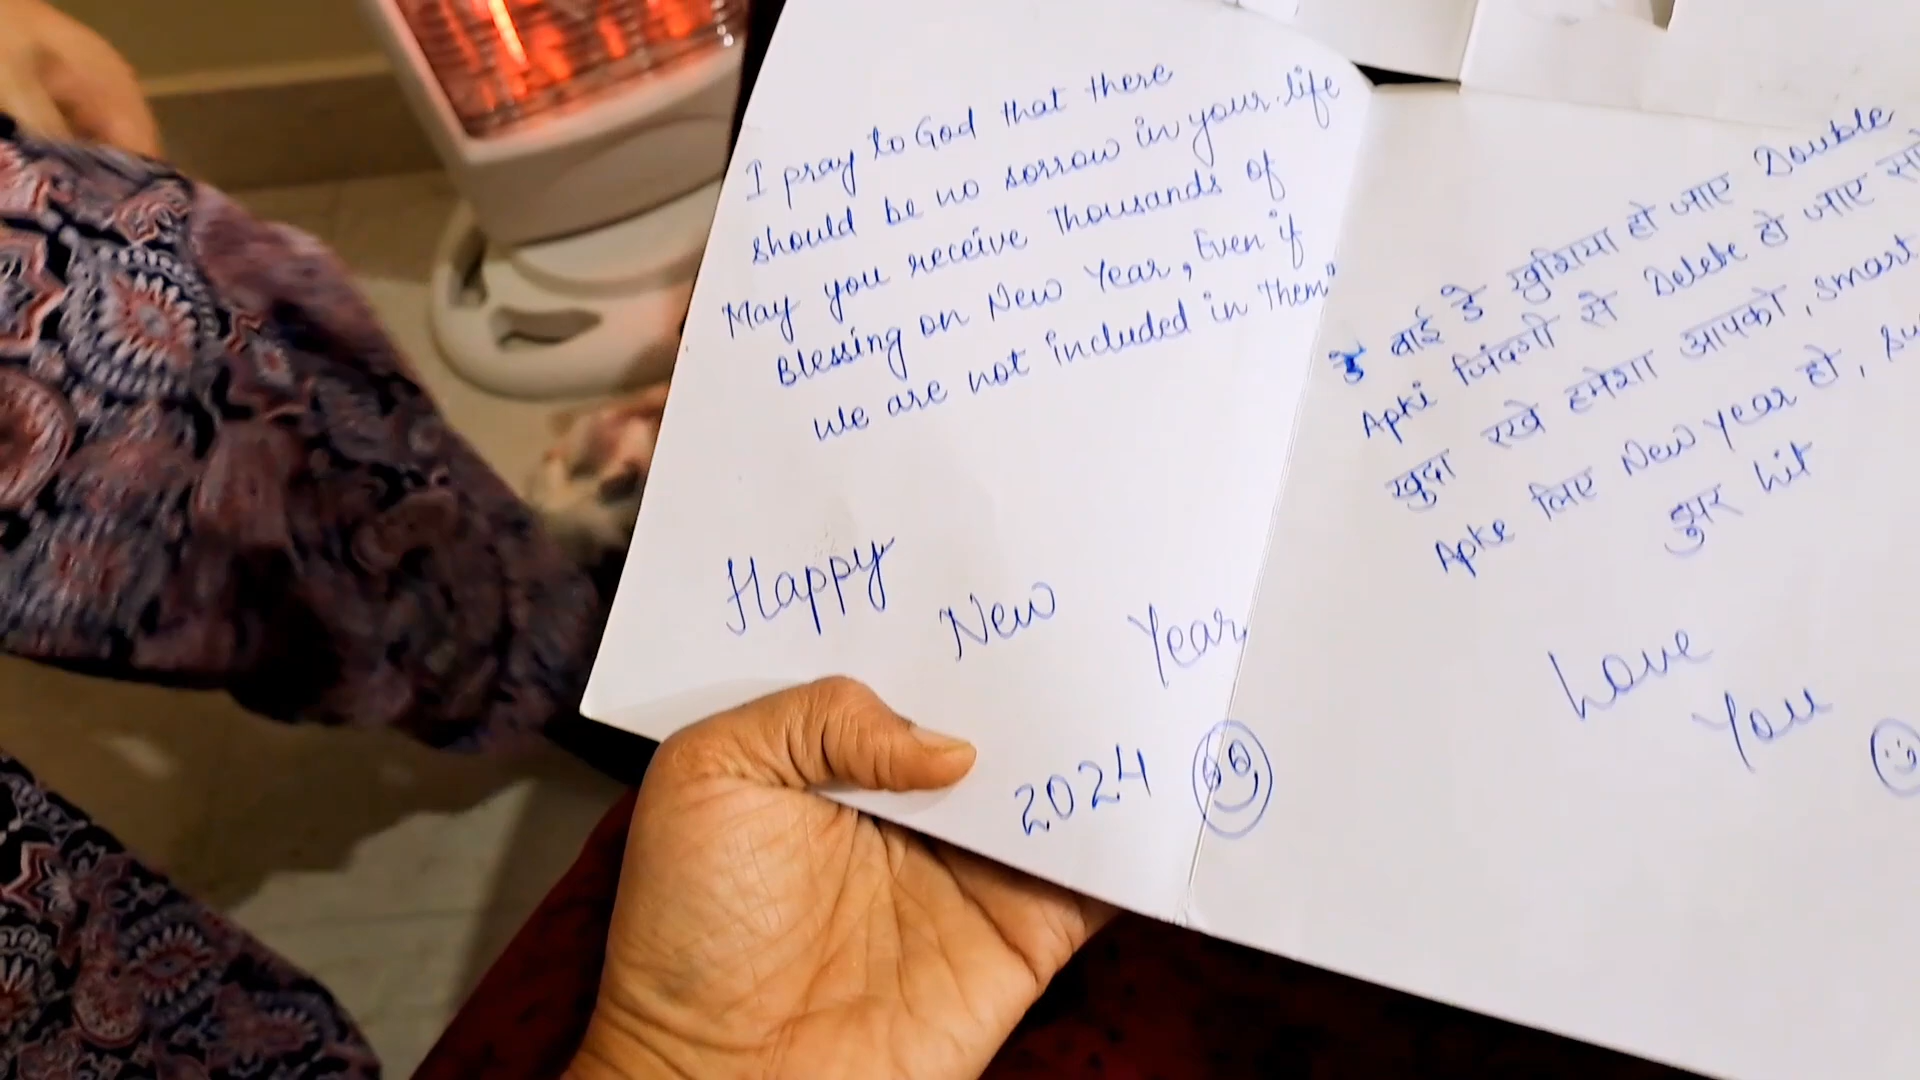 I pray to God that there
should be no sorrow in your life
May you receive thousands of
Blessing on New Year, Even if
we are not included in Them"
Happy New Year
2024
डे बाई डे खुशिया हो जाए Double
Apki जिंदगी से Delete हो जाए
खुदा रखे हमेशा आपको, smart
Apke लिए New year हो,
डुपर hit
Love
You